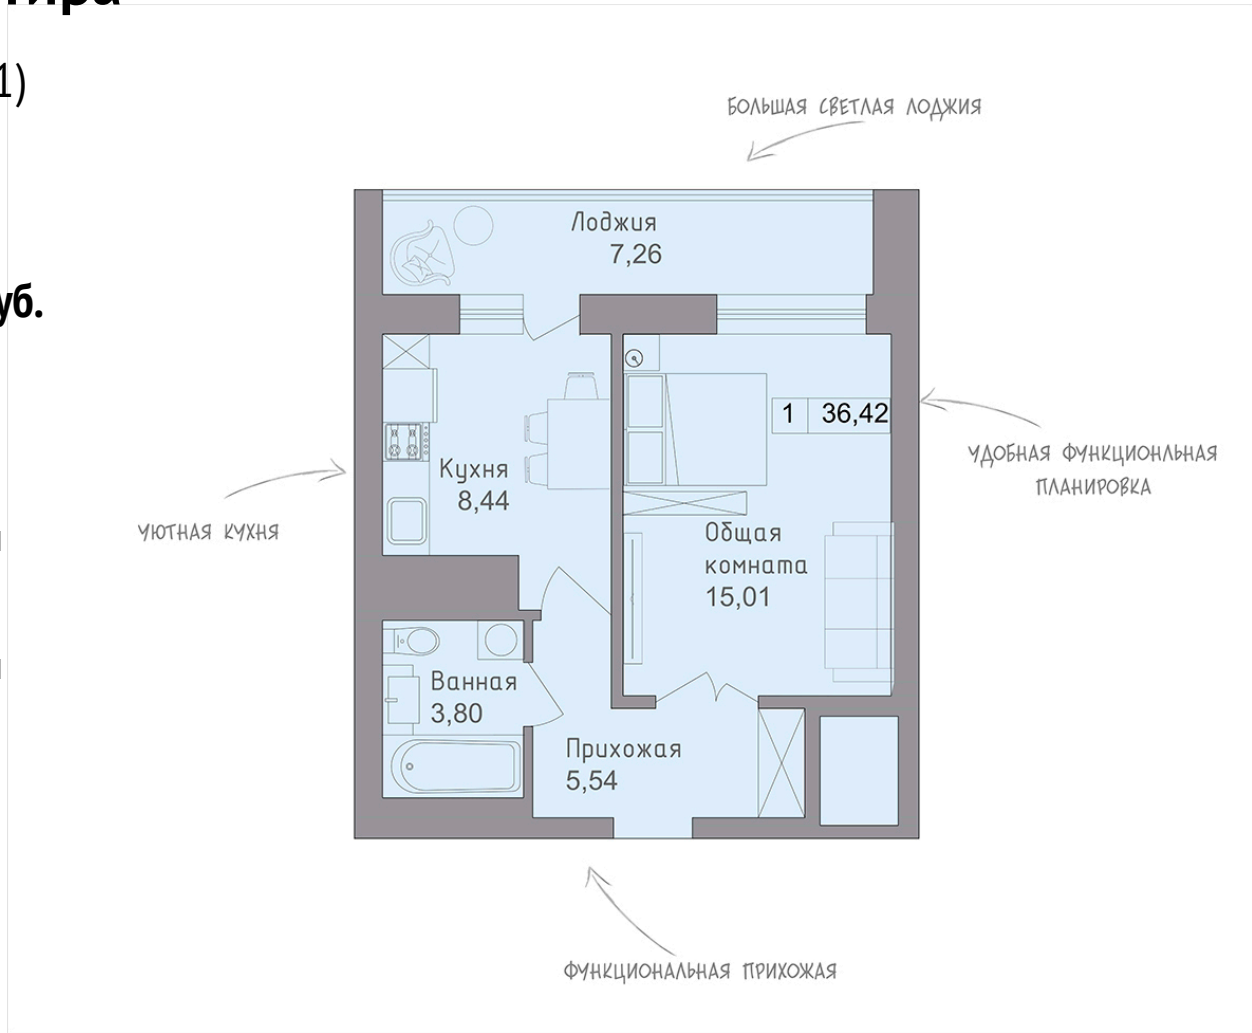 1)
уб.
БОЛЬШАЯ СВЕТЛАЯ ЛОДЖИЯ
Лоджия
7,26
1 36,42
УДОБНАЯ ФУНКЦИОНЛЬНАЯ
ПЛАНИРОВКА
Кухня
8,44
УЮТНАЯ КУХНЯ
Общая
комната
15,01
Ванная
3,80
Прихожая
5,54
ФУНКЦИОНАЛЬНАЯ ПРИХОЖАЯ